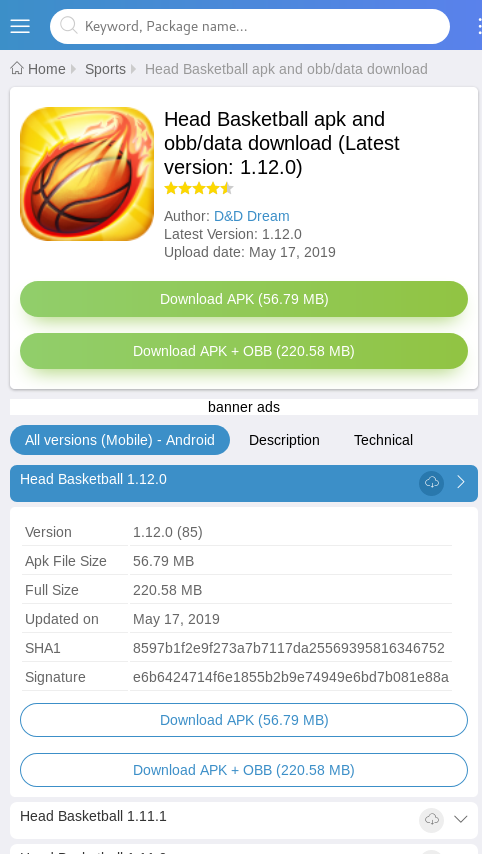 Keyword, Package name...
Home Sports Head Basketball apk and obb/data download
Head Basketball apk and
obb/data download (Latest
version: 1.12.0)
Author: D&D Dream
Latest Version: 1.12.0
Upload date: May 17, 2019
Download APK (56.79 MB)
Download APK + OBB (220.58 MB)
banner ads
All versions (Mobile) - Android Description Technical
Head Basketball 1.12.0
Version 1.12.0 (85)
Apk File Size 56.79 MB
Full Size 220.58 MB
Updated on May 17, 2019
SHA1 8597b1f2e9f273a7b7117da25569395816346752
Signature e6b6424714f6e1855b2b9e74949e6bd7b081e88a
Download APK (56.79 MB)
Download APK + OBB (220.58 MB)
Head Basketball 1.11.1